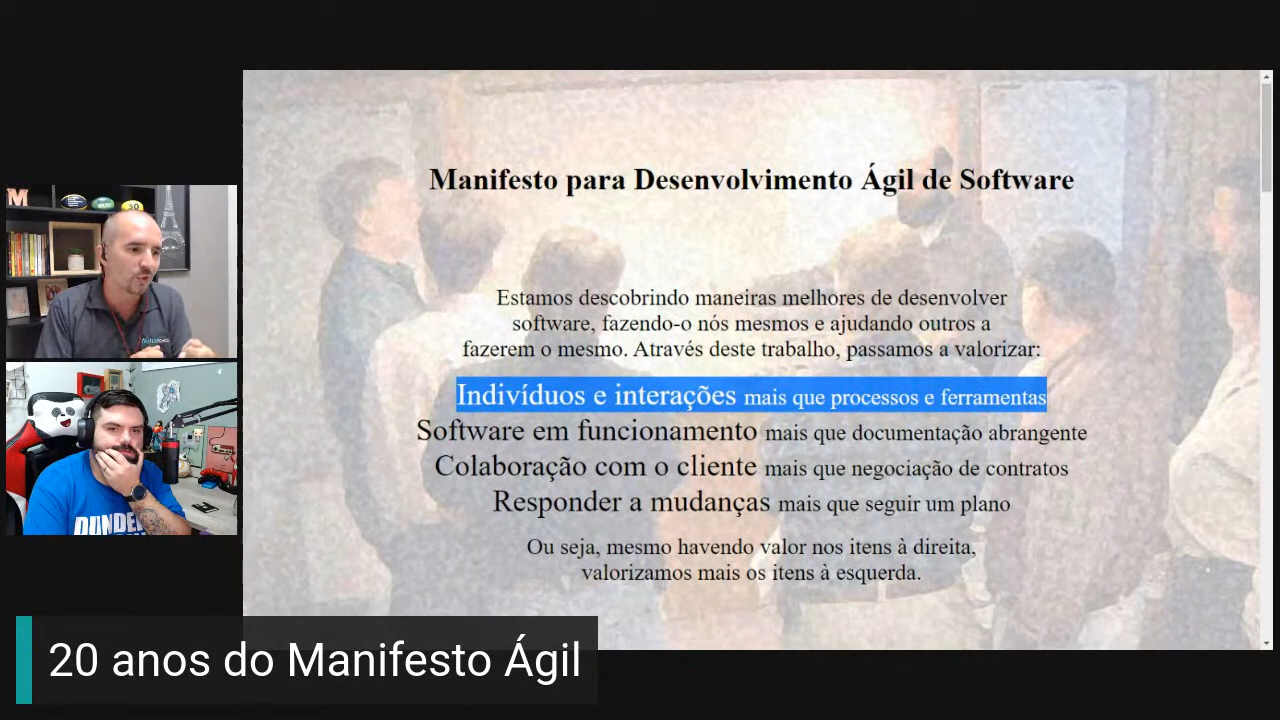 Manifesto para Desenvolvimento Ágil de Software
Estamos descobrindo maneiras melhores de desenvolver
software, fazendo-o nós mesmos e ajudando outros a
fazerem o mesmo. Através deste trabalho, passamos a valorizar:
Indivíduos e interações mais que processos e ferramentas
Software em funcionamento mais que documentação abrangente
Colaboração com o cliente mais que negociação de contratos
Responder a mudanças mais que seguir um plano
Ou seja, mesmo havendo valor nos itens à direita,
valorizamos mais os itens à esquerda.
M
20 anos do Manifesto Ágil